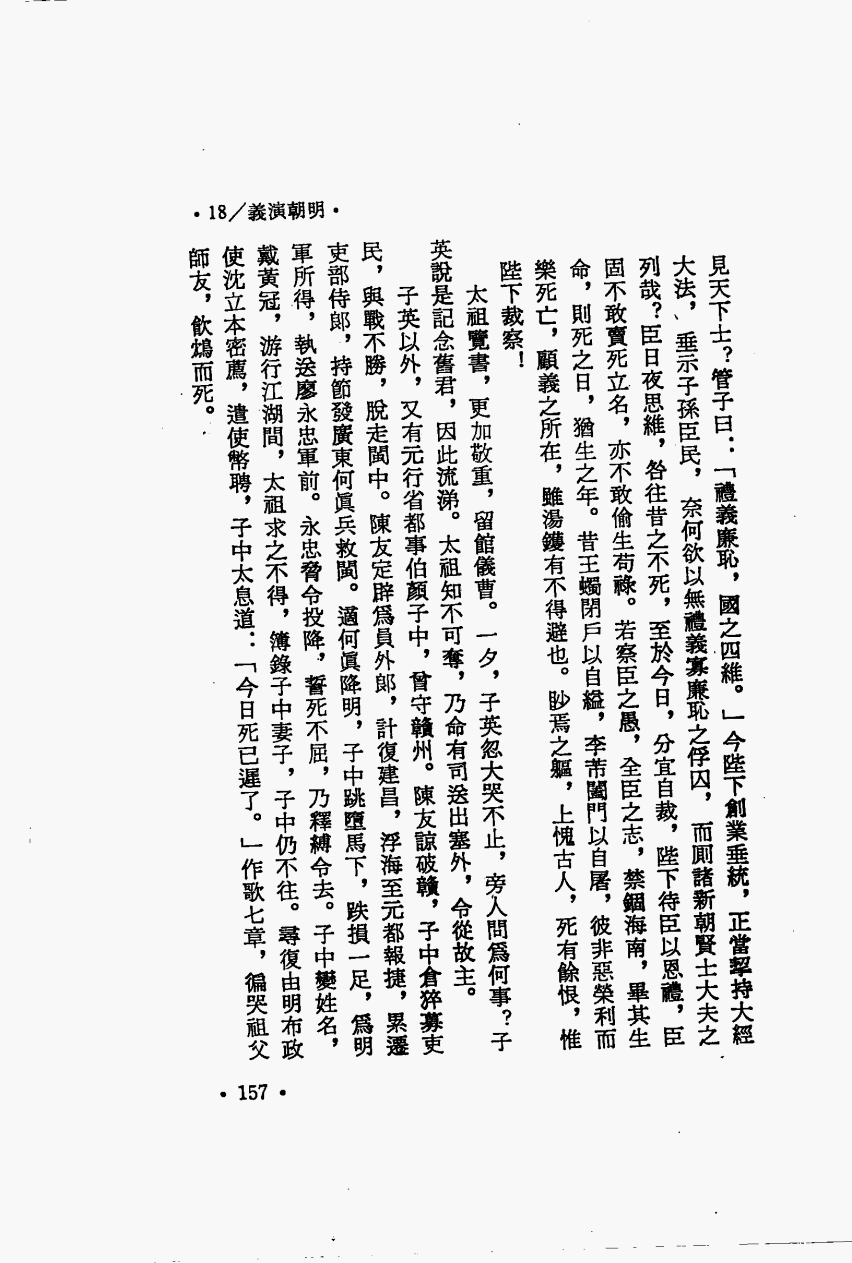 ·18／義演朝明·
見天下士？管子曰：「禮義廉恥，國之四維。」今陛下創業垂統，正當挈持大經
大法，垂示子孫臣民，奈何欲以無禮義寡廉恥之俘囚，而厠諸新朝賢士大夫之
列哉？臣日夜思維，咎往昔之不死，至於今日，分宜自裁，陛下待臣以恩禮，臣
固不敢賣死立名，亦不敢偷生苟祿。若察臣之愚，全臣之志，禁錮海南，畢其生
命，則死之日，猶生之年。昔王蠋閉戶以自縊，李芾闔門以自屠，彼非惡榮利而
樂死亡，顧義之所在，雖湯鑊有不得避也。眇焉之軀，上愧古人，死有餘恨，惟
陛下裁察！
太祖覽書，更加敬重，留館儀曹。一夕，子英忽大哭不止，旁人問爲何事？子
英說是記念舊君，因此流涕。太祖知不可奪，乃命有司送出塞外，令從故主。
子英以外，又有元行省都事伯顏子中，曾守贛州。陳友諒破贛，子中倉猝募吏
民，與戰不勝，脫走閩中。陳友定辟爲員外郎，計復建昌，浮海至元都報捷，累遷
吏部侍郎，持節發廣東何眞兵救閩。適何眞降明，子中跳墮馬下，跌損一足，爲明
軍所得，執送廖永忠軍前。永忠脅令投降，誓死不屈，乃釋縛令去。子中變姓名，
戴黃冠，游行江湖間，太祖求之不得，簿錄子中妻子，子中仍不往。尋復由明布政
使沈立本密薦，遣使幣聘，子中太息道：「今日死已遲了。」作歌七章，徧哭祖父
師友，飮鴆而死。
·157·